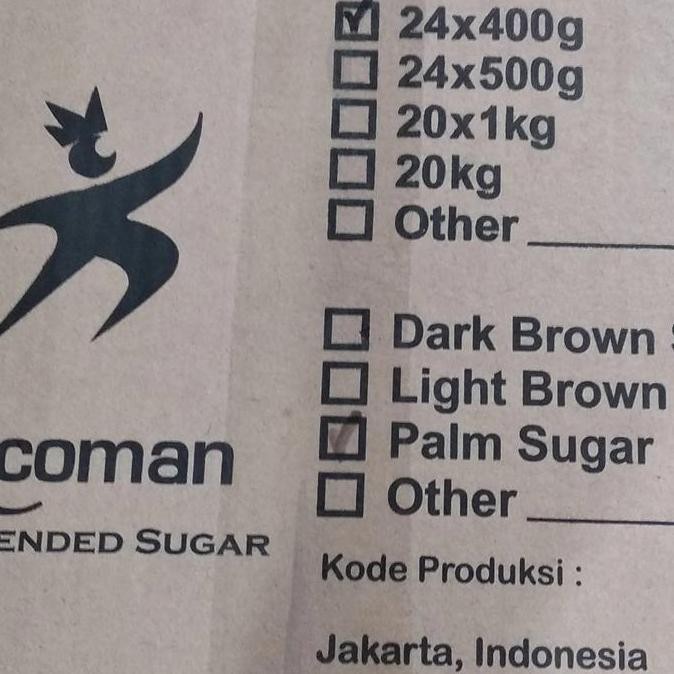 24x400g
24x500g
20x1kg
20kg
Other
Dark Brown
Light Brown
Palm Sugar
Other
coman
ENDED SUGAR
Kode Produksi :
Jakarta, Indonesia